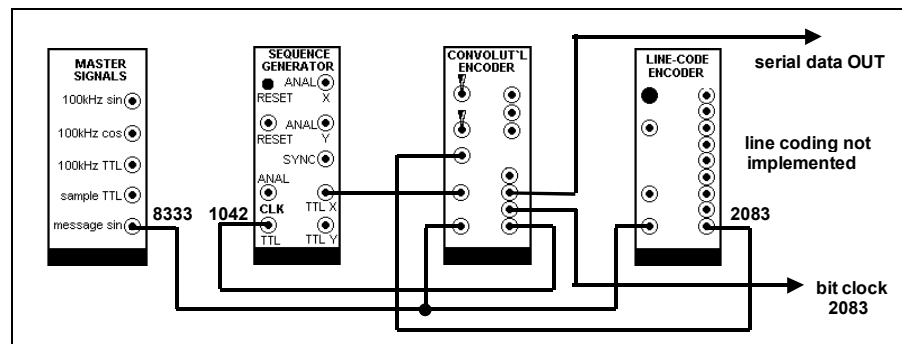 MASTER
SIGNALS
100kHz sin
100kHz cos
100kHz TTL
sample TTL
message sin
8333
SEQUENCE
GENERATOR
ANAL
RESET X
ANAL
RESET Y
SYNC
ANAL
1042
CLK
TTL X
TTL
TTL Y
CONVOLUT`L
ENCODER
LINE-CODE
ENCODER
2083
serial data OUT
line coding not
implemented
bit clock
2083